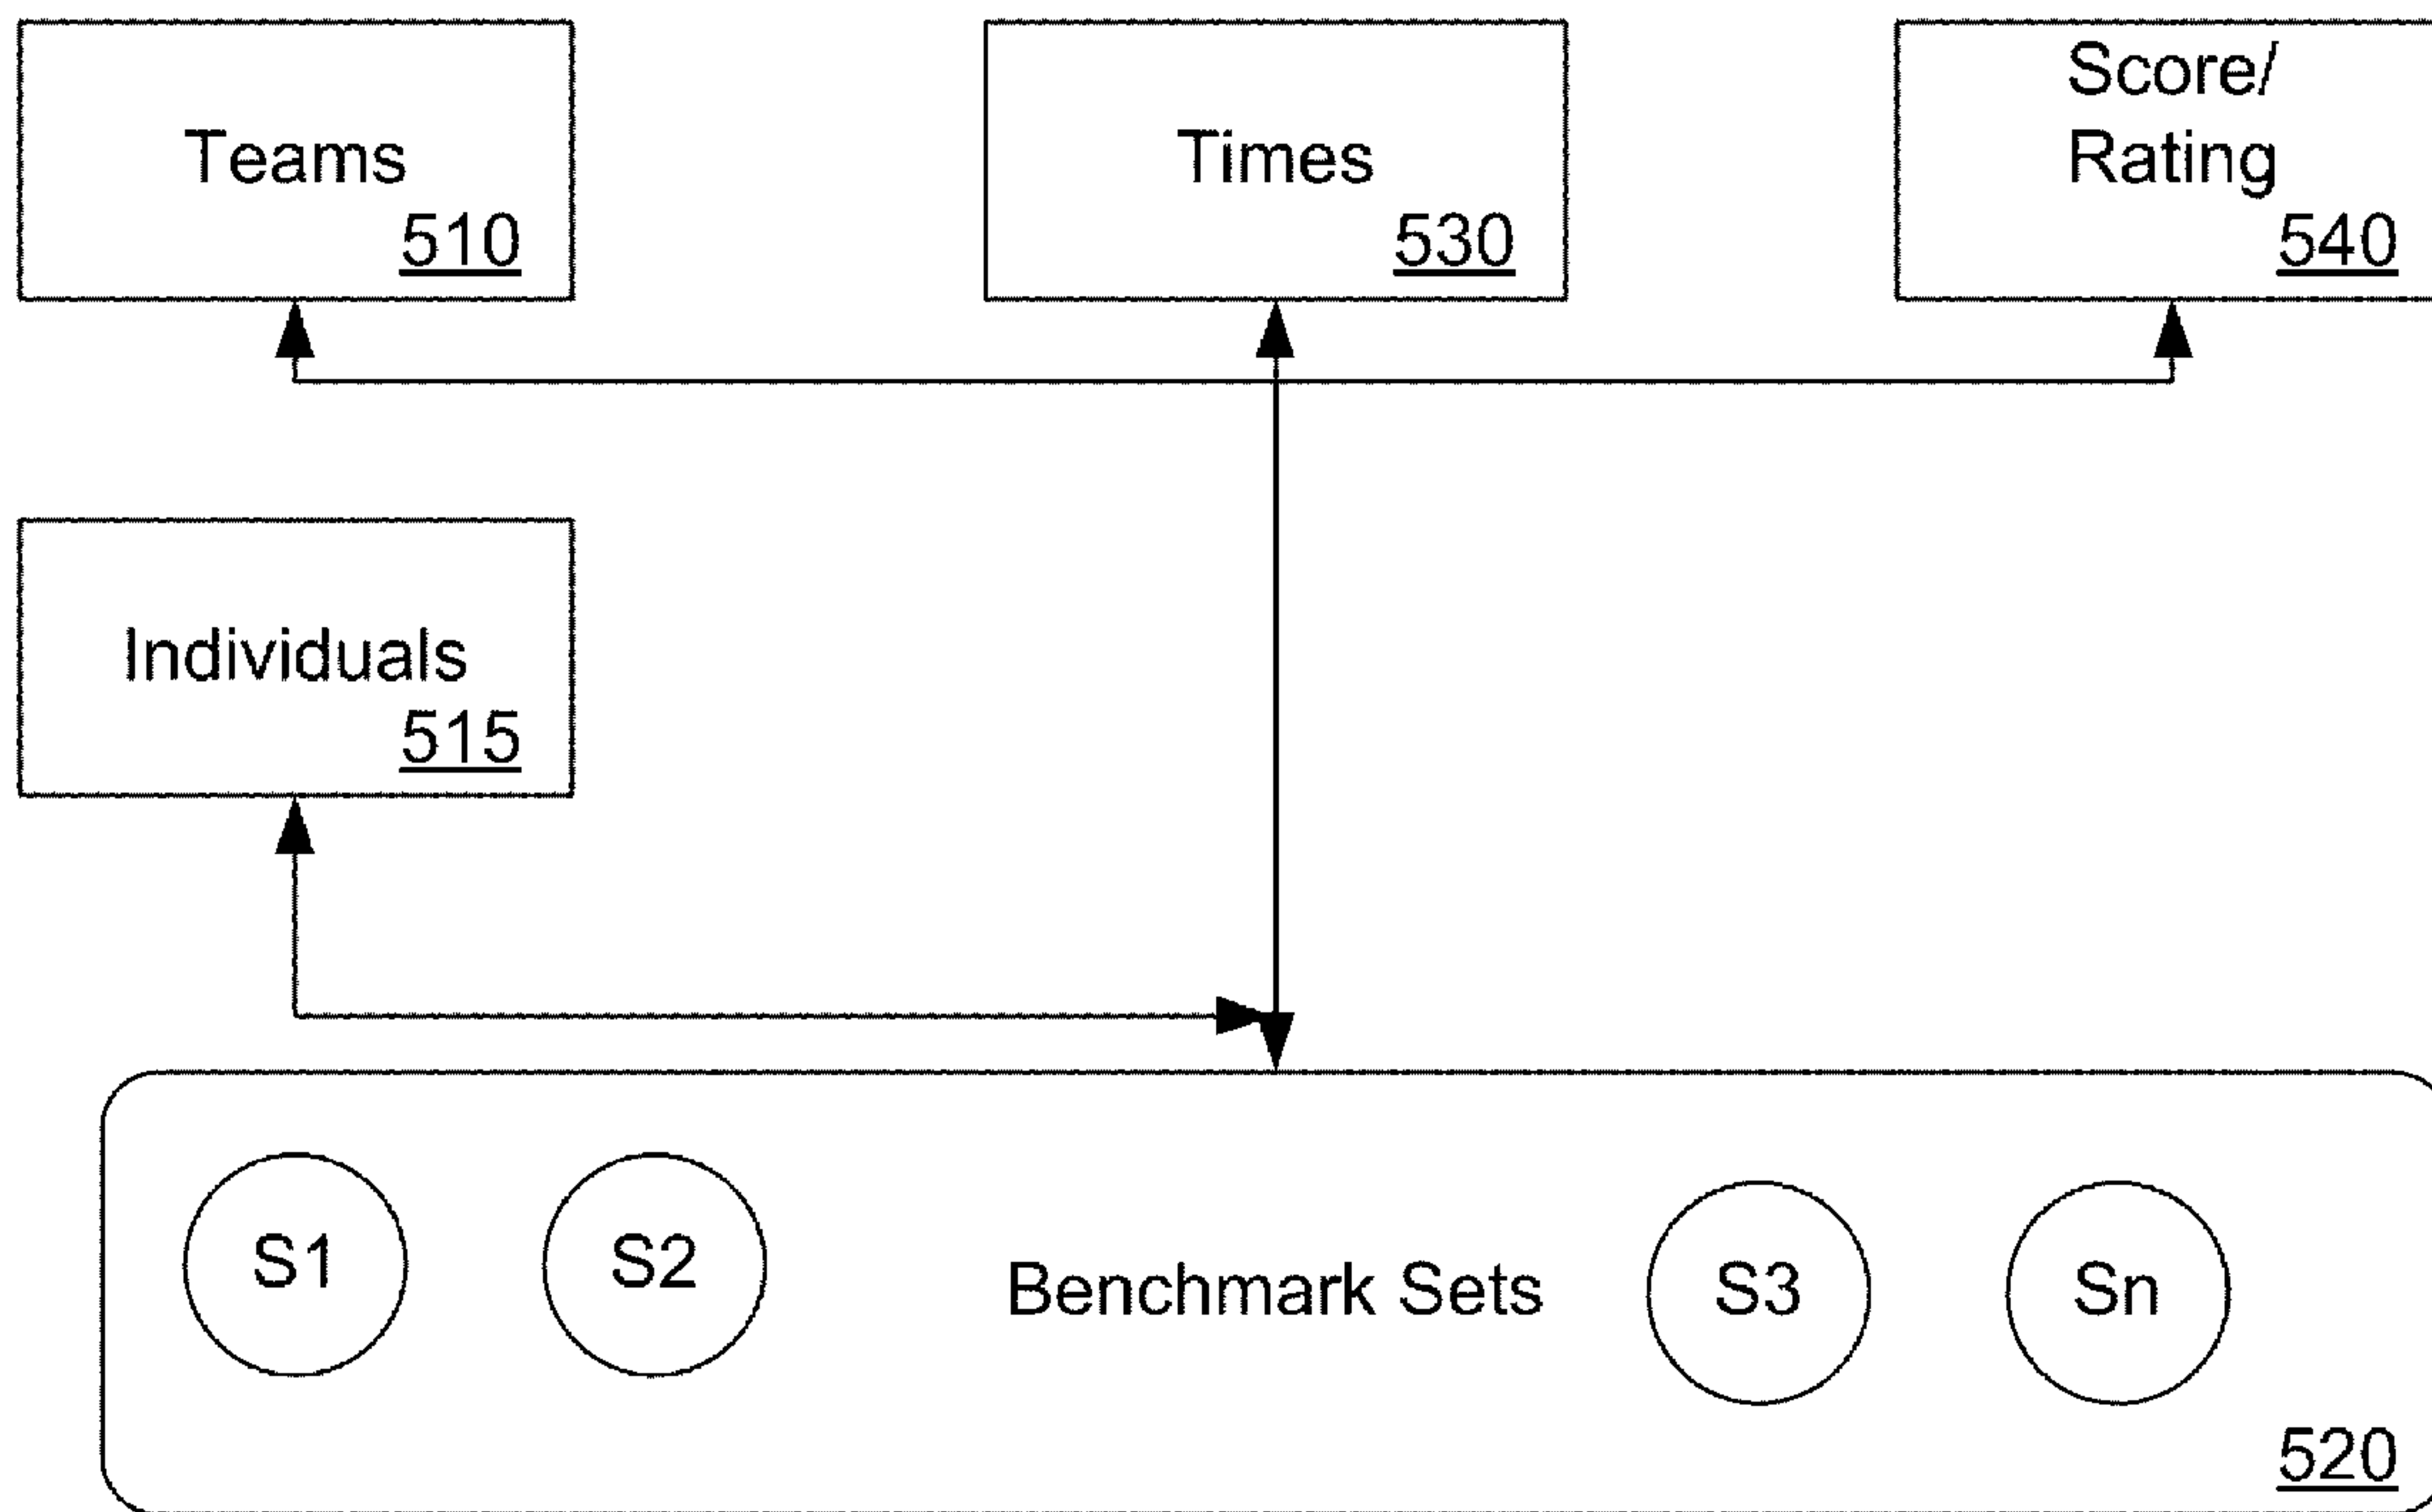 Teams
510
Times
530
Score/
Rating
540
Individuals
515
S1
S2
Benchmark Sets
S3
Sn
520